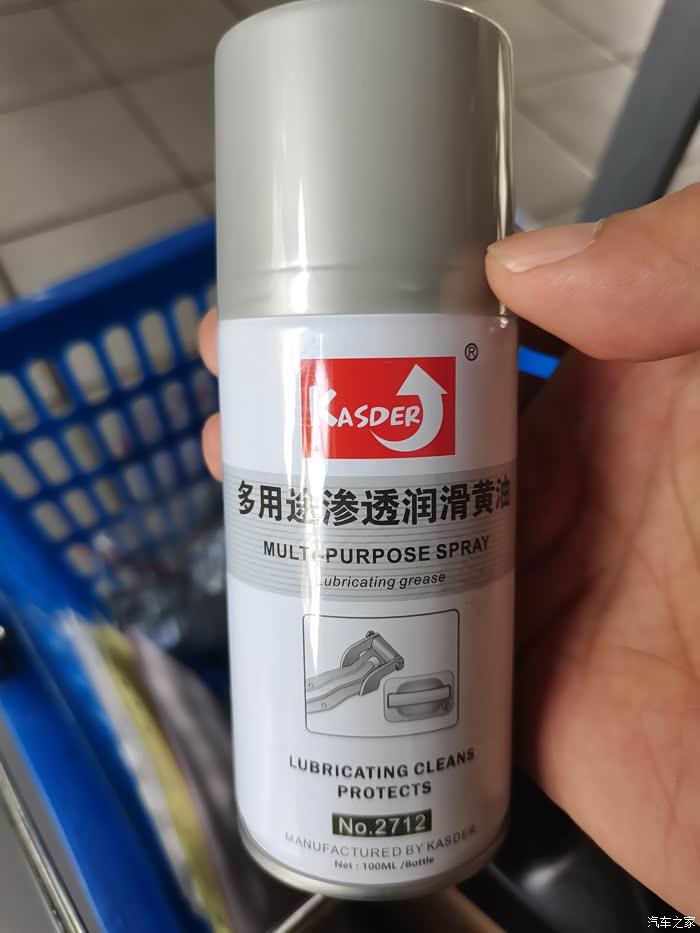 KASDER ®
多用途渗透润滑黄油
MULTI-PURPOSE SPRAY
Lubricating grease
LUBRICATING CLEANS
PROTECTS
No.2712
MANUFACTURED BY KASDER
Net : 100ML /Bottle
汽车之家